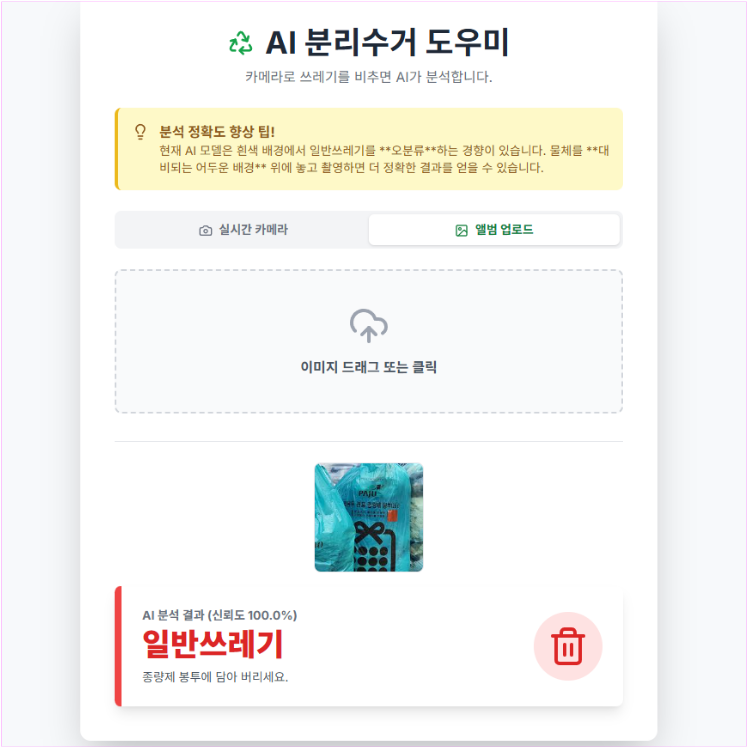 AI 분리수거 도우미
카메라로 쓰레기를 비추면 AI가 분석합니다.
분석 정확도 향상 팁!
현재 AI 모델은 흰색 배경에서 일반쓰레기를 **오분류**하는 경향이 있습니다. 물체를 **대
비되는 어두운 배경** 위에 놓고 촬영하면 더 정확한 결과를 얻을 수 있습니다.
실시간 카메라
앨범 업로드
이미지 드래그 또는 클릭
AI 분석 결과 (신뢰도 100.0%)
일반쓰레기
종량제 봉투에 담아 버리세요.